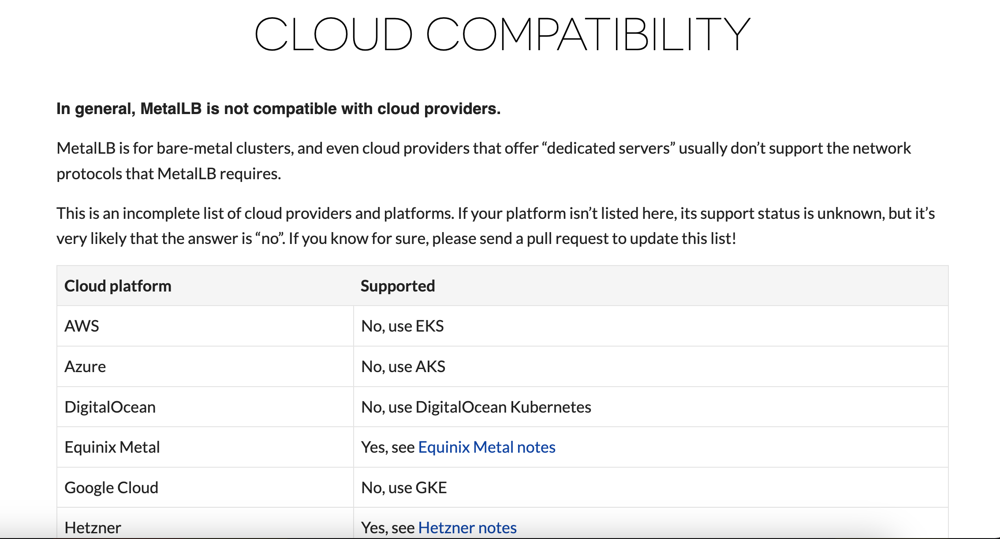 CLOUD COMPATIBILITY
In general, MetalLB is not compatible with cloud providers.
MetalLB is for bare-metal clusters, and even cloud providers that offer “dedicated servers” usually don’t support the network
protocols that MetalLB requires.
This is an incomplete list of cloud providers and platforms. If your platform isn’t listed here, its support status is unknown, but it’s
very likely that the answer is “no”. If you know for sure, please send a pull request to update this list!
Cloud platform Supported
AWS No, use EKS
Azure No, use AKS
DigitalOcean No, use DigitalOcean Kubernetes
Equinix Metal Yes, see Equinix Metal notes
Google Cloud No, use GKE
Hetzner Yes, see Hetzner notes